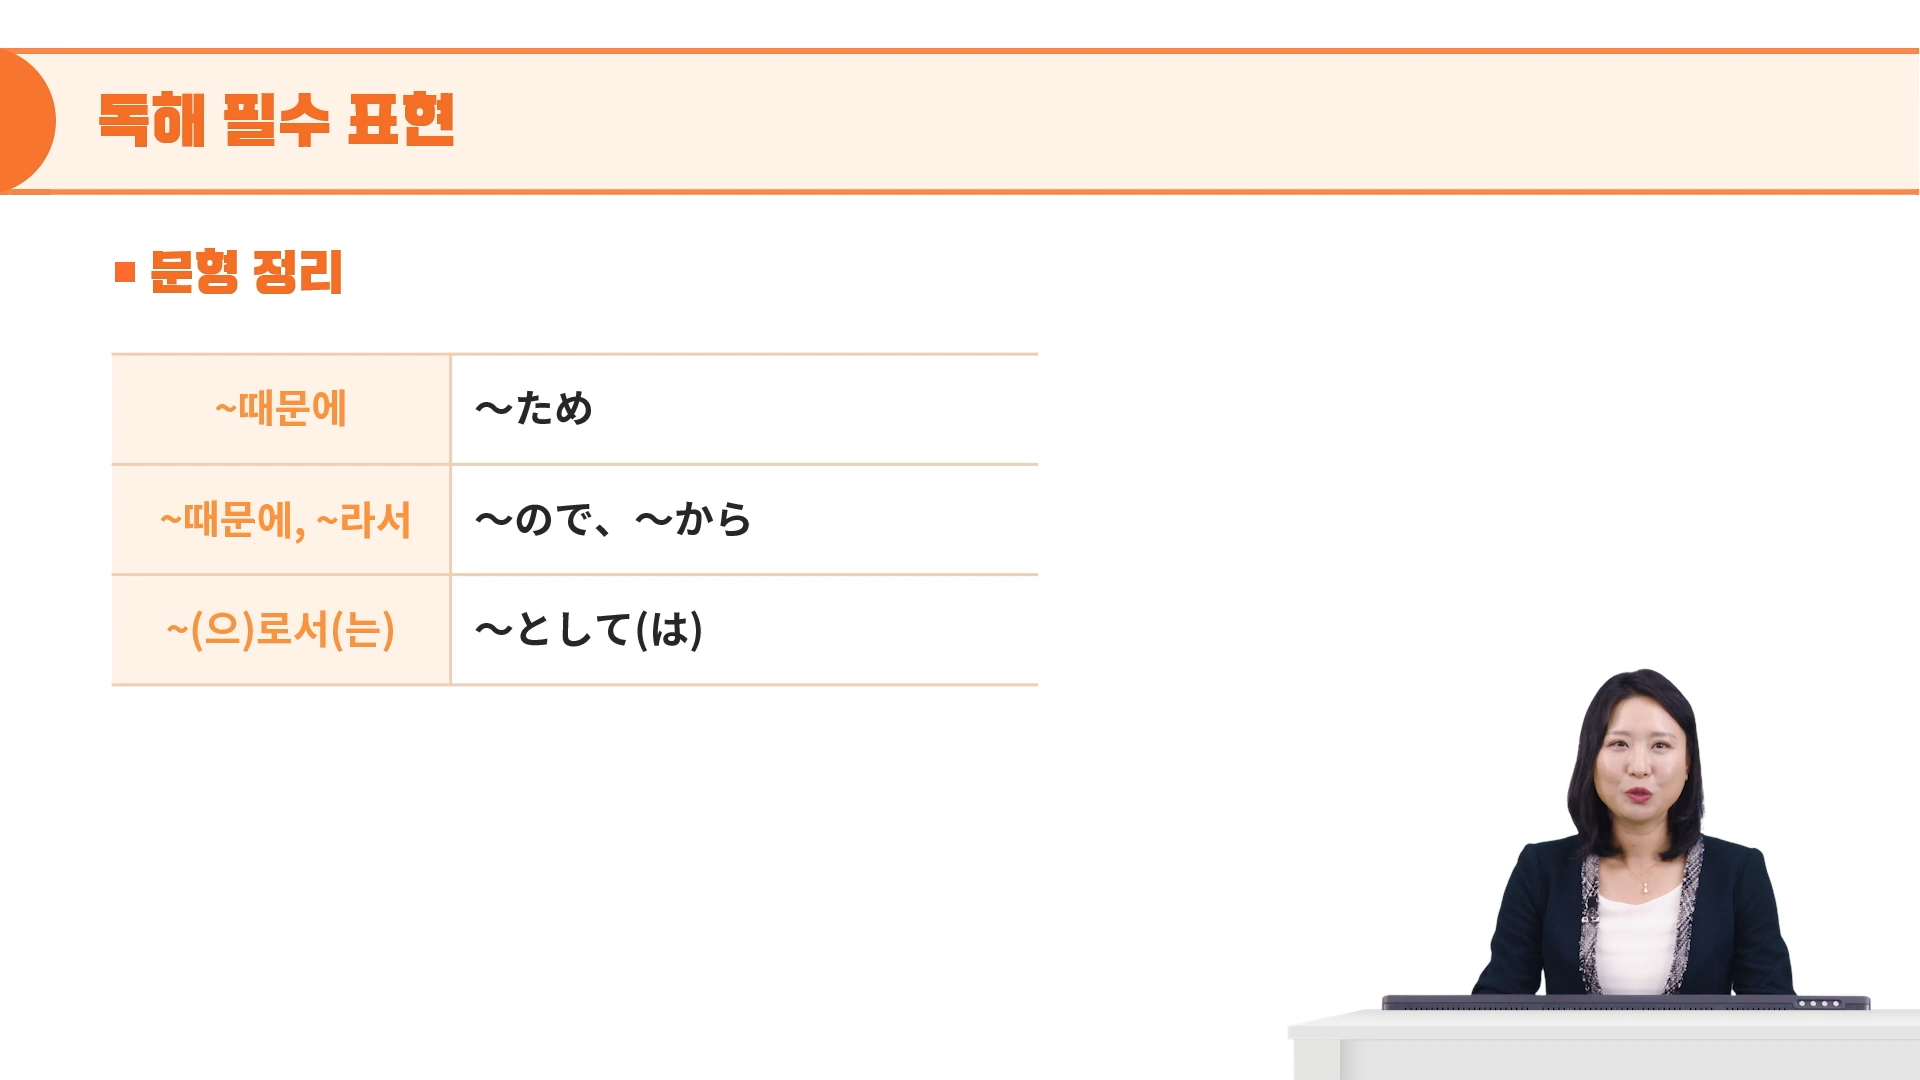 독해 필수 표현
■ 문형 정리
~때문에
～ため
~때문에, ~라서
～ので、～から
~(으)로서(는)
～として(は)